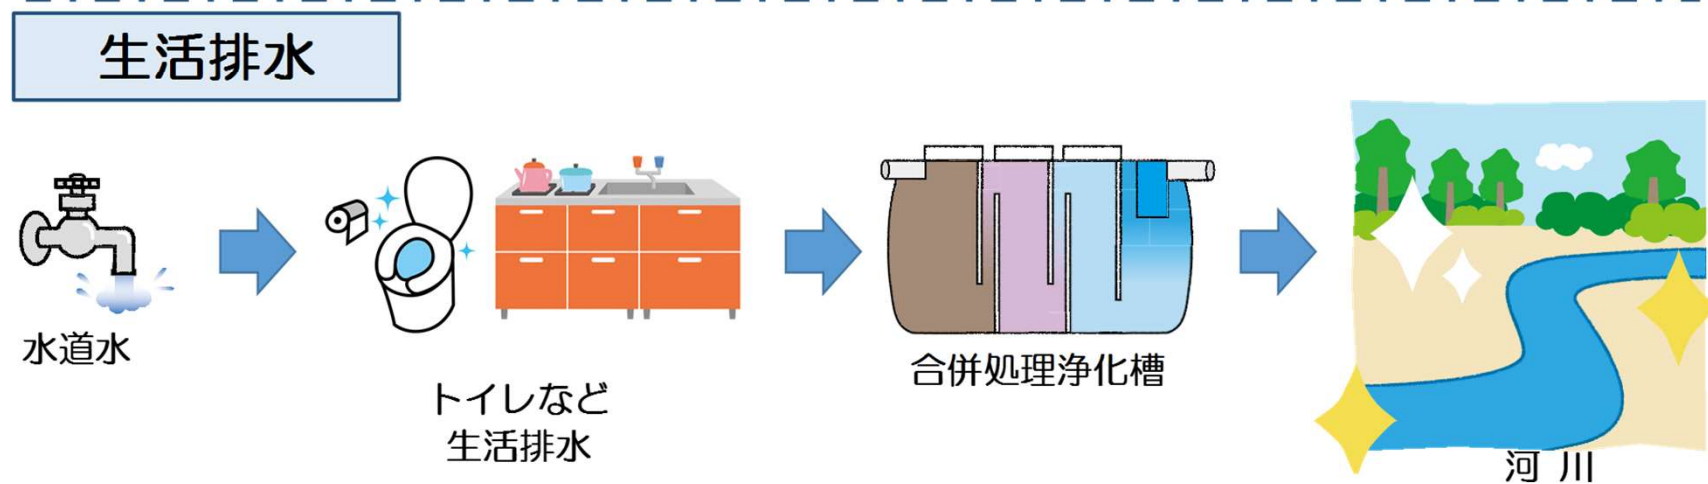 生活排水
水道水
トイレなど
生活排水
合併処理浄化槽
河 川